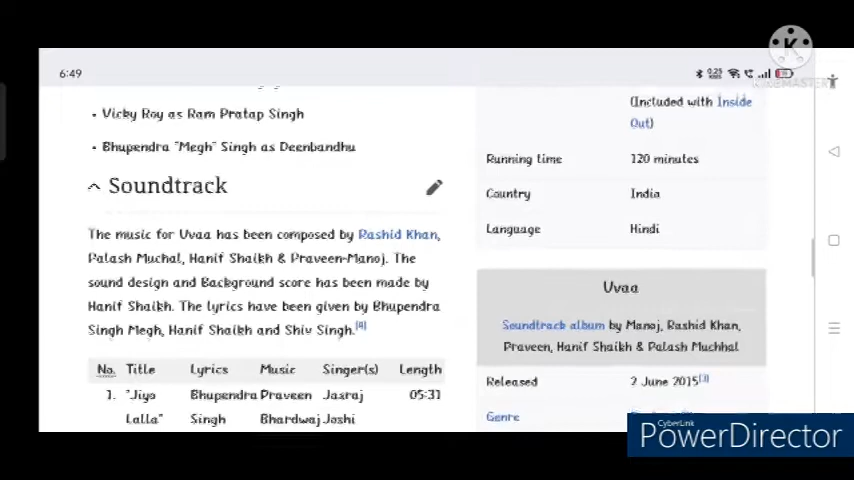 6:49
KINEMASTER
Vicky Roy as Ram Pratap Singh
Bhupendra "Megh" Singh as Deenbandhu
Soundtrack
The music for Uvaa has been composed by Rashid Khan,
Palash Muchal, Hanif Shaikh & Praveen-Manoj. The
sound design and Background score has been made by
Hanif Shaikh. The lyrics have been given by Bhupendra
Singh Megh, Hanif Shaikh and Shiv Singh.[4]
No. Title Lyrics Music Singer(s) Length
1. "Jiyo Bhupendra Praveen Jasraj 05:31
Lalla" Singh Bhardwaj Joshi
(Included with Inside
Out)
Running time 120 minutes
Country India
Language Hindi
Uvaa
Soundtrack album by Manoj, Rashid Khan,
Praveen, Hanif Shaikh & Palash Muchhal
Released 2 June 2015[3]
Genre
CyberLink
PowerDirector